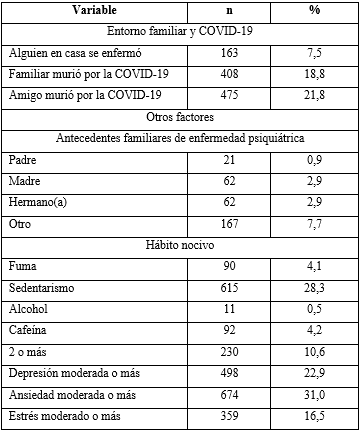 Variable n %
Entorno familiar y COVID-19
Alguien en casa se enfermó 163 7,5
Familiar murió por la COVID-19 408 18,8
Amigo murió por la COVID-19 475 21,8
Otros factores
Antecedentes familiares de enfermedad psiquiátrica
Padre 21 0,9
Madre 62 2,9
Hermano(a) 62 2,9
Otro 167 7,7
Hábito nocivo
Fuma 90 4,1
Sedentarismo 615 28,3
Alcohol 11 0,5
Cafeína 92 4,2
2 o más 230 10,6
Depresión moderada o más 498 22,9
Ansiedad moderada o más 674 31,0
Estrés moderado o más 359 16,5